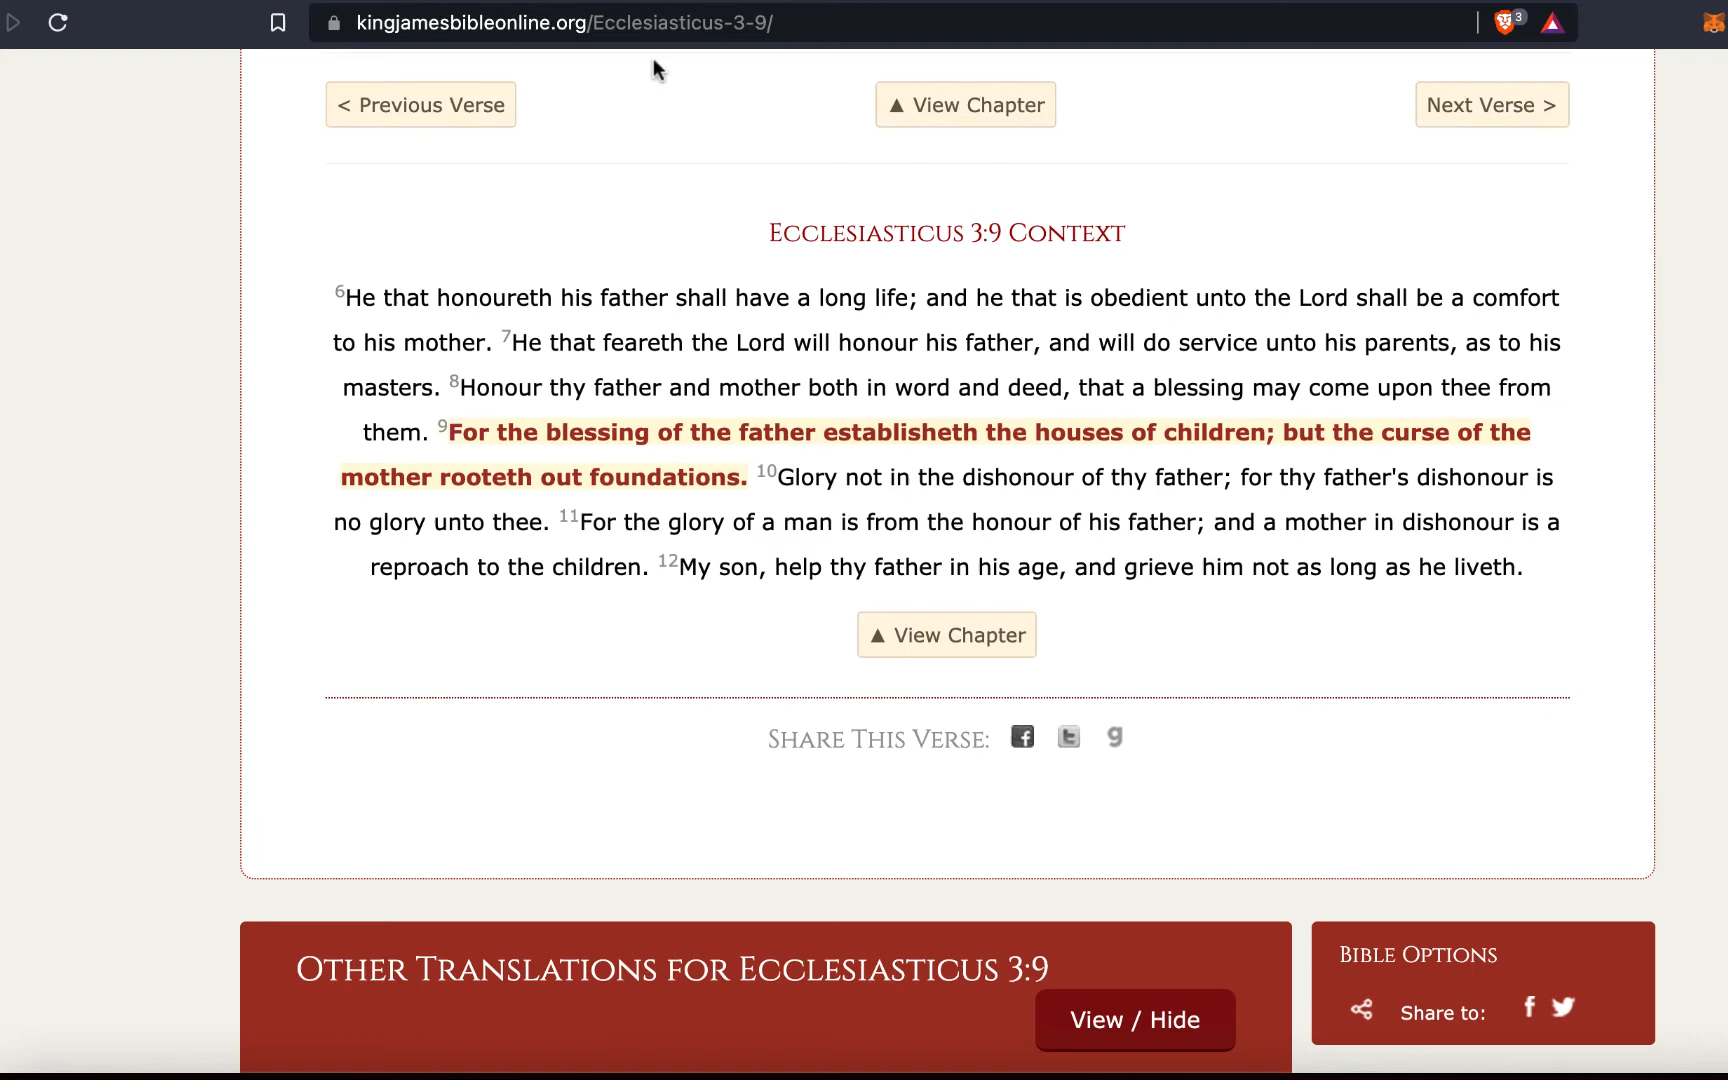 kingjamesbibleonline.org/Ecclesiasticus-3-9/
3
< Previous Verse
▲ View Chapter
Next Verse >
Ecclesiasticus 3:9 Context
6He that honoureth his father shall have a long life; and he that is obedient unto the Lord shall be a comfort
to his mother. 7He that feareth the Lord will honour his father, and will do service unto his parents, as to his
masters. 8Honour thy father and mother both in word and deed, that a blessing may come upon thee from
them. 9For the blessing of the father establisheth the houses of children; but the curse of the
mother rooteth out foundations. 10Glory not in the dishonour of thy father; for thy father's dishonour is
no glory unto thee. 11For the glory of a man is from the honour of his father; and a mother in dishonour is a
reproach to the children. 12My son, help thy father in his age, and grieve him not as long as he liveth.
▲ View Chapter
Share This Verse:
Other Translations for Ecclesiasticus 3:9
View / Hide
Bible Options
Share to: